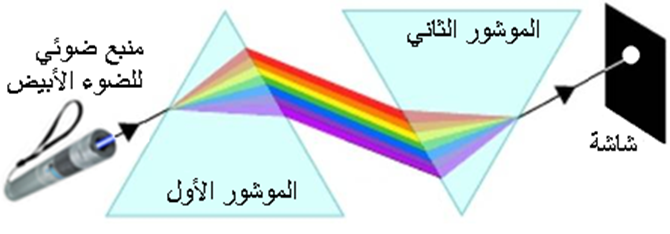 منبع ضوئي
للضوء الأبيض
الموشور الأول
الموشور الثاني
شاشة